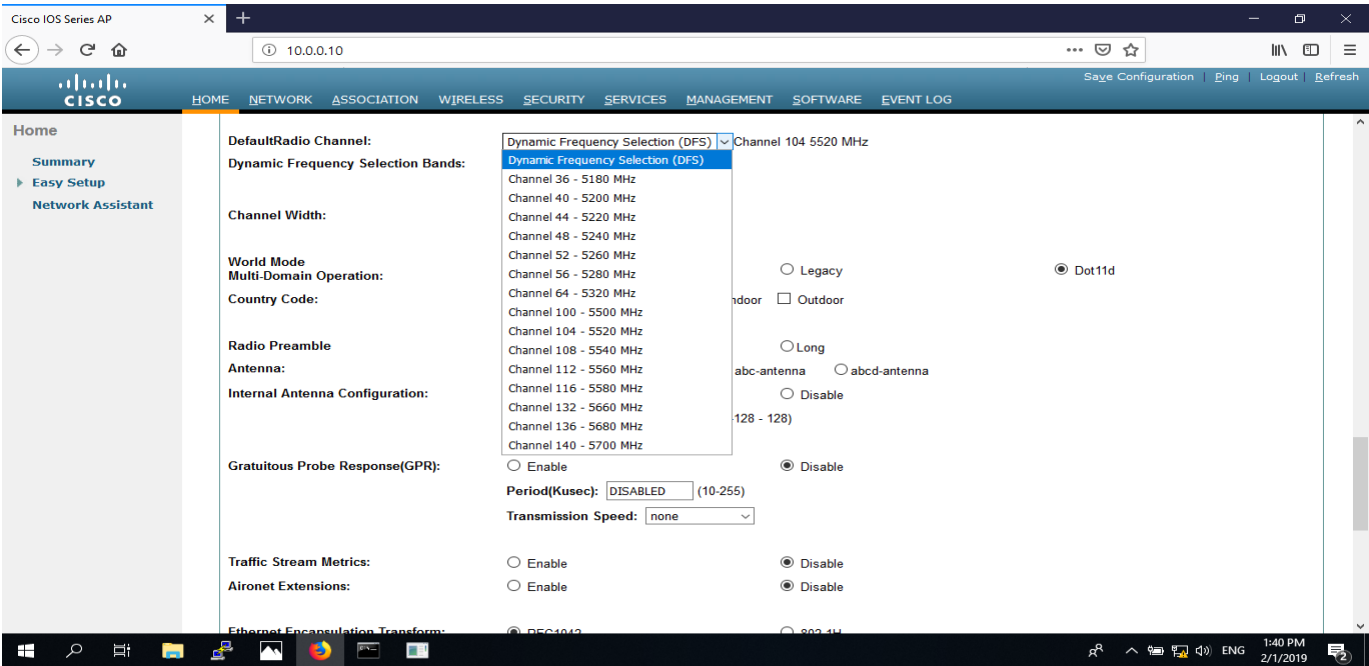 Cisco IOS Series AP
10.0.0.10
Save Configuration | Ping | Logout | Refresh
CISCO
HOME NETWORK ASSOCIATION WIRELESS SECURITY SERVICES MANAGEMENT SOFTWARE EVENT LOG
Home
Summary
Easy Setup
Network Assistant
DefaultRadio Channel: Dynamic Frequency Selection (DFS) Channel 104 5520 MHz
Dynamic Frequency Selection Bands:
Dynamic Frequency Selection (DFS)
Channel 36 - 5180 MHz
Channel 40 - 5200 MHz
Channel 44 - 5220 MHz
Channel 48 - 5240 MHz
Channel 52 - 5260 MHz
Channel 56 - 5280 MHz
Channel 64 - 5320 MHz
Channel 100 - 5500 MHz
Channel 104 - 5520 MHz
Channel 108 - 5540 MHz
Channel 112 - 5560 MHz
Channel 116 - 5580 MHz
Channel 132 - 5660 MHz
Channel 136 - 5680 MHz
Channel 140 - 5700 MHz
Channel Width:
World Mode
Multi-Domain Operation: Legacy Dot11d
Country Code: ndoor Outdoor
Radio Preamble Long
Antenna: abc-antenna abcd-antenna
Internal Antenna Configuration: Disable
-128 - 128)
Gratuitous Probe Response(GPR): Enable Disable
Period(Kusec): DISABLED (10-255)
Transmission Speed: none
Traffic Stream Metrics: Enable Disable
Aironet Extensions: Enable Disable
Ethernet Encapsulation Transform: RFC1042 802.1H
ENG
1:40 PM
2/1/2019
2